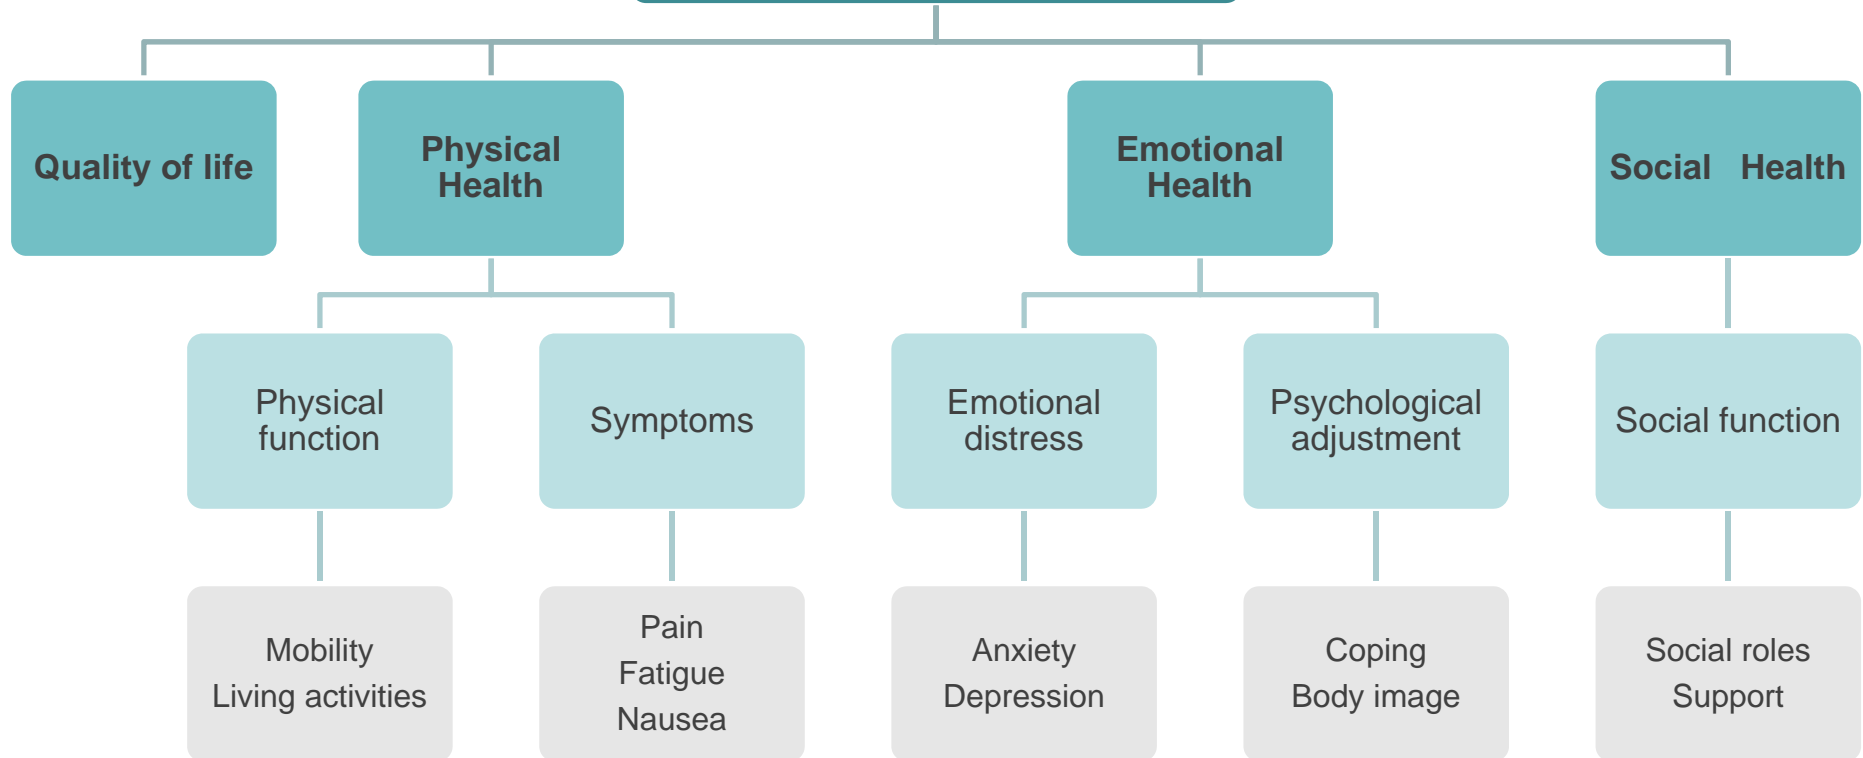 Quality of life
Physical
Health
Emotional
Health
Social Health
Physical
function
Symptoms
Emotional
distress
Psychological
adjustment
Social function
Mobility
Living activities
Pain
Fatigue
Nausea
Anxiety
Depression
Coping
Body image
Social roles
Support